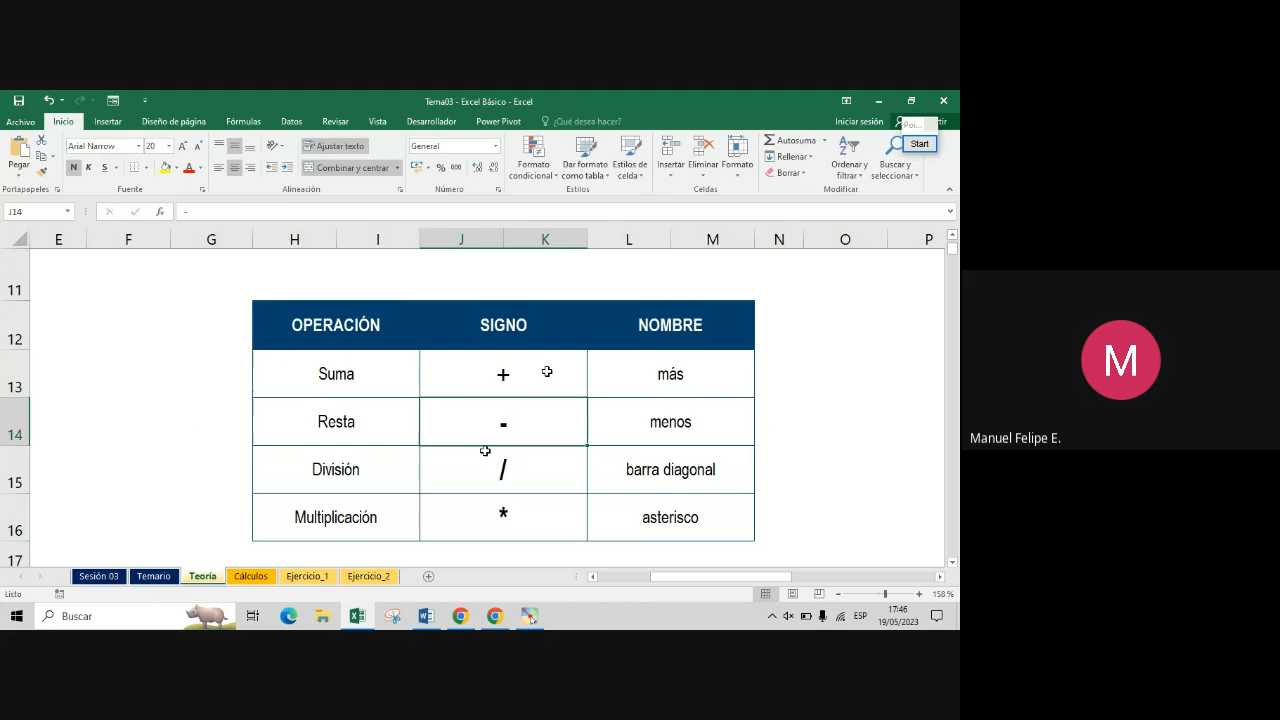 Tema03 - Excel Básico - Excel
Archivo Inicio Insertar Diseño de página Fórmulas Datos Revisar Vista Desarrollador Power Pivot ¿Qué desea hacer? Iniciar sesión
Start
Pegar
Arial Narrow 20
N K S
Ajustar texto
Combinar y centrar
General
% 000
Formato condicional
Dar formato como tabla
Estilos de celda
Insertar
Eliminar
Formato
Autosuma
Rellenar
Borrar
Ordenar y filtrar
Buscar y seleccionar
Portapapeles Fuente Alineación Número Estilos Celdas Modificar
J14 fx -
E F G H I J K L M N O P
11
12 OPERACIÓN SIGNO NOMBRE
13 Suma + más
14 Resta - menos
15 División / barra diagonal
16 Multiplicación * asterisco
17
Sesión 03 Temario Teoría Cálculos Ejercicio_1 Ejercicio_2
Listo 158 %
Buscar
ESP
17:46
19/05/2023
M
Manuel Felipe E.